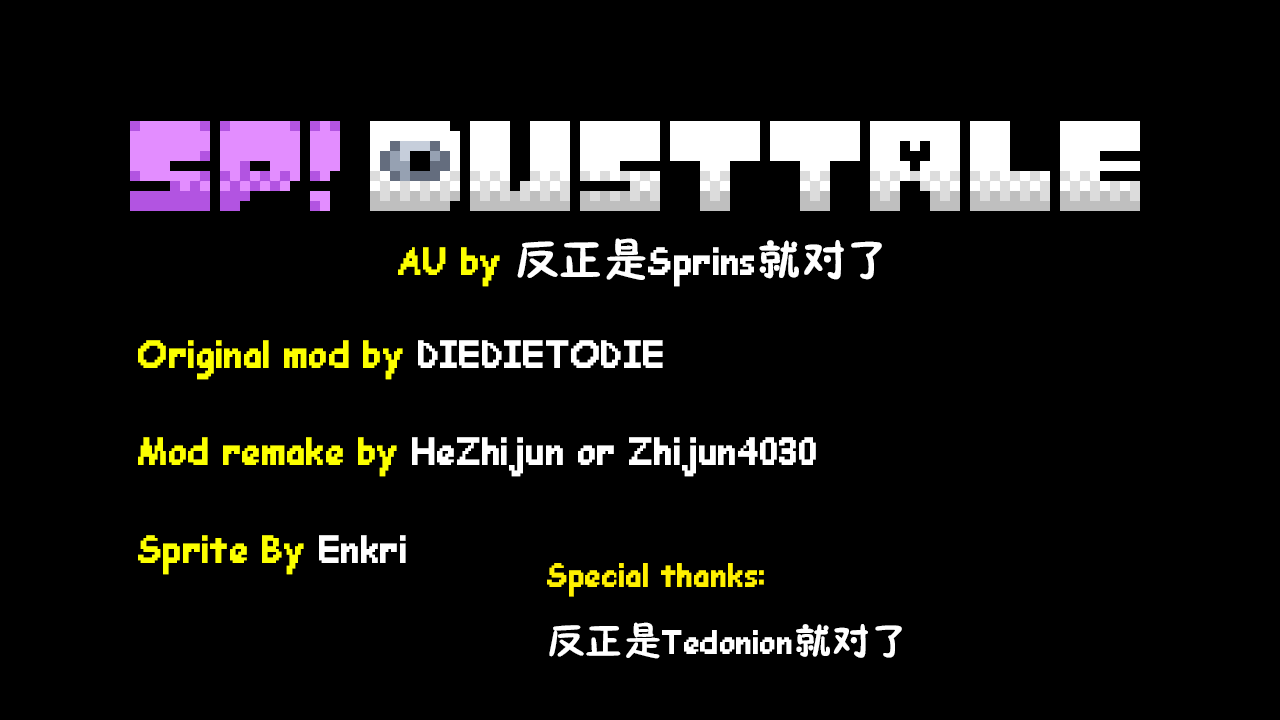 SP! DUSTTALE
AU by 反正是Sprins就对了
Original mod by DIEDIETODIE
Mod remake by HeZhijun or Zhijun4030
Sprite By Enkri
Special thanks:
反正是Tedonion就对了